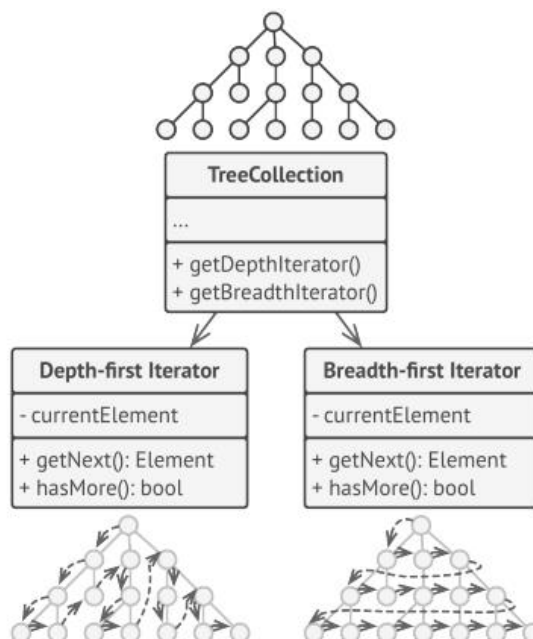 TreeCollection
...
+ getDepthIterator()
+ getBreadthIterator()
Depth-first Iterator
- currentElement
+ getNext(): Element
+ hasMore(): bool
Breadth-first Iterator
- currentElement
+ getNext(): Element
+ hasMore(): bool